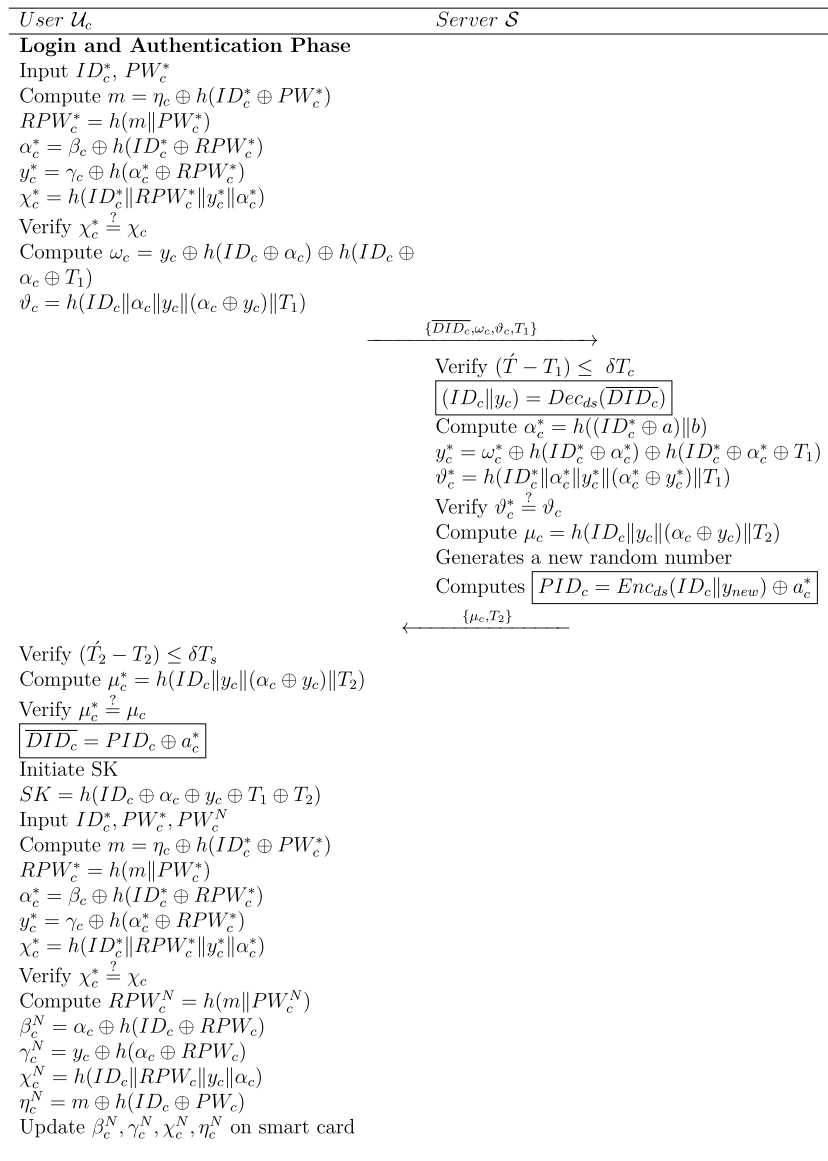 User 𝒰_c Server 𝒮
Login and Authentication Phase
Input ID_c^*, PW_c^*
Compute m = η_c ⊕ h(ID_c^* ⊕ PW_c^*)
RPW_c^* = h(m‖PW_c^*)
α_c^* = β_c ⊕ h(ID_c^* ⊕ RPW_c^*)
y_c^* = γ_c ⊕ h(α_c^* ⊕ RPW_c^*)
χ_c^* = h(ID_c^*‖RPW_c^*‖y_c^*‖α_c^*)
Verify χ_c^* ≟ χ_c
Compute ω_c = y_c ⊕ h(ID_c ⊕ α_c) ⊕ h(ID_c ⊕
α_c ⊕ T_1)
ϑ_c = h(ID_c‖α_c‖y_c‖(α_c ⊕ y_c)‖T_1)
{\overline{DID_c},ω_c,ϑ_c,T_1}
Verify (T́ − T_1) ≤ δT_c
(ID_c‖y_c) = Dec_{ds}(\overline{DID_c})
Compute α_c^* = h((ID_c^* ⊕ a)‖b)
y_c^* = ω_c^* ⊕ h(ID_c^* ⊕ α_c^*) ⊕ h(ID_c^* ⊕ α_c^* ⊕ T_1)
ϑ_c^* = h(ID_c^*‖α_c^*‖y_c^*‖(α_c^* ⊕ y_c^*)‖T_1)
Verify ϑ_c^* ≟ ϑ_c
Compute μ_c = h(ID_c‖y_c‖(α_c ⊕ y_c)‖T_2)
Generates a new random number
Computes PID_c = Enc_{ds}(ID_c‖y_{new}) ⊕ a_c^*
{μ_c,T_2}
Verify (T́_2 − T_2) ≤ δT_s
Compute μ_c^* = h(ID_c‖y_c‖(α_c ⊕ y_c)‖T_2)
Verify μ_c^* ≟ μ_c
\overline{DID_c} = PID_c ⊕ a_c^*
Initiate SK
SK = h(ID_c ⊕ α_c ⊕ y_c ⊕ T_1 ⊕ T_2)
Input ID_c^*, PW_c^*, PW_c^N
Compute m = η_c ⊕ h(ID_c^* ⊕ PW_c^*)
RPW_c^* = h(m‖PW_c^*)
α_c^* = β_c ⊕ h(ID_c^* ⊕ RPW_c^*)
y_c^* = γ_c ⊕ h(α_c^* ⊕ RPW_c^*)
χ_c^* = h(ID_c^*‖RPW_c^*‖y_c^*‖α_c^*)
Verify χ_c^* ≟ χ_c
Compute RPW_c^N = h(m‖PW_c^N)
β_c^N = α_c ⊕ h(ID_c ⊕ RPW_c)
γ_c^N = y_c ⊕ h(α_c ⊕ RPW_c)
χ_c^N = h(ID_c‖RPW_c‖y_c‖α_c)
η_c^N = m ⊕ h(ID_c ⊕ PW_c)
Update β_c^N, γ_c^N, χ_c^N, η_c^N on smart card